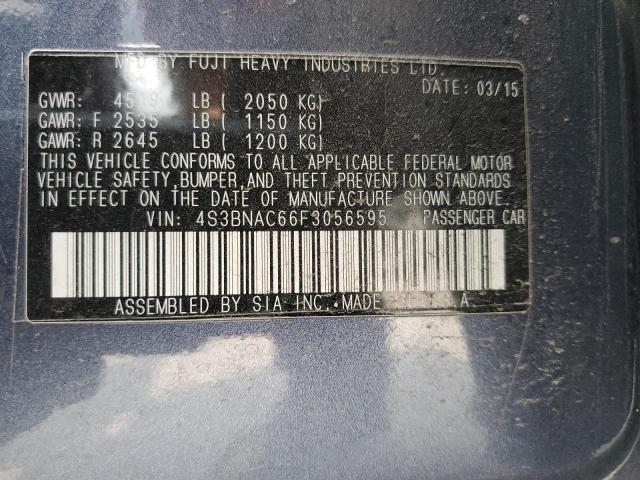 MFD BY FUJI HEAVY INDUSTRIES LTD.
DATE: 03/15
GWVR: LB ( 2050 KG)
GAWR: F 2535 LB ( 1150 KG)
GAWR: R 2645 LB ( 1200 KG)
THIS VEHICLE CONFORMS TO ALL APPLICABLE FEDERAL MOTOR
VEHICLE SAFETY,BUMPER,AND THEFT PREVENTION STANDARDS
IN EFFECT ON THE DATE OF MANUFACTURE SHOWN ABOVE.
VIN: 4S3BNAC66F3056595 PASSENGER CAR
ASSEMBLED BY SIA INC.,MADE